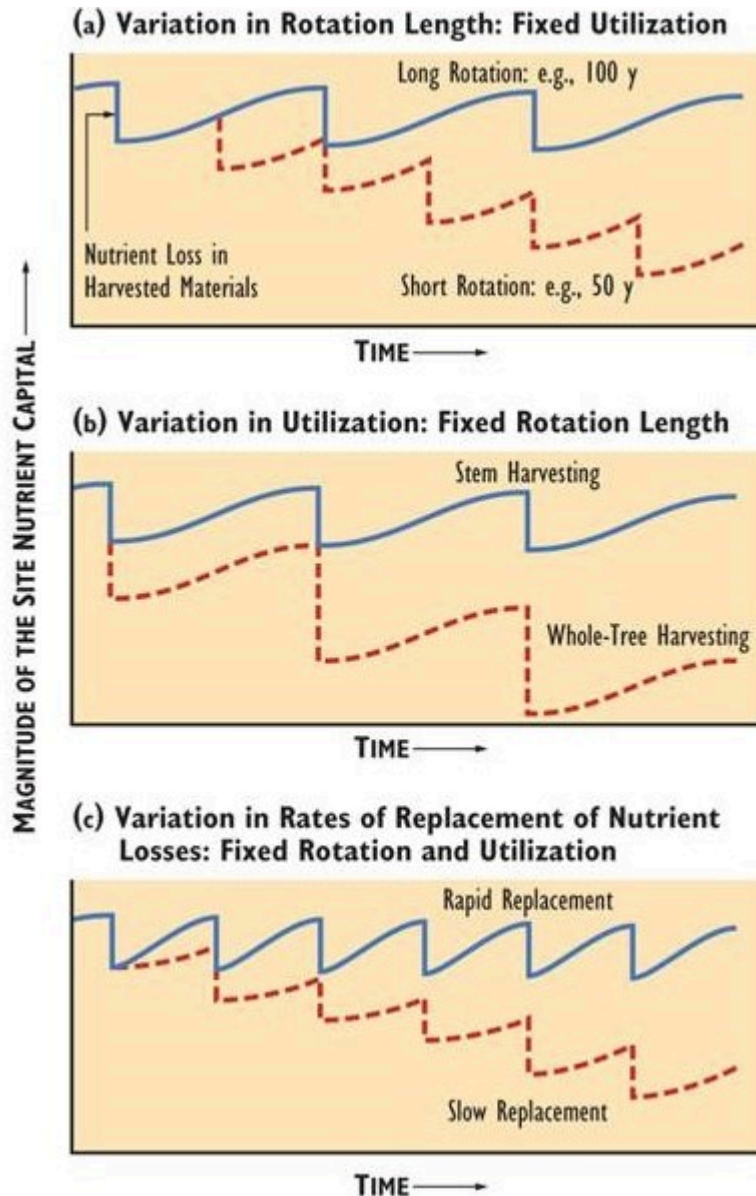 (a) Variation in Rotation Length: Fixed Utilization
Long Rotation: e.g., 100 y
Nutrient Loss in
Harvested Materials
Short Rotation: e.g., 50 y
TIME
MAGNITUDE OF THE SITE NUTRIENT CAPITAL
(b) Variation in Utilization: Fixed Rotation Length
Stem Harvesting
Whole-Tree Harvesting
TIME
(c) Variation in Rates of Replacement of Nutrient
Losses: Fixed Rotation and Utilization
Rapid Replacement
Slow Replacement
TIME